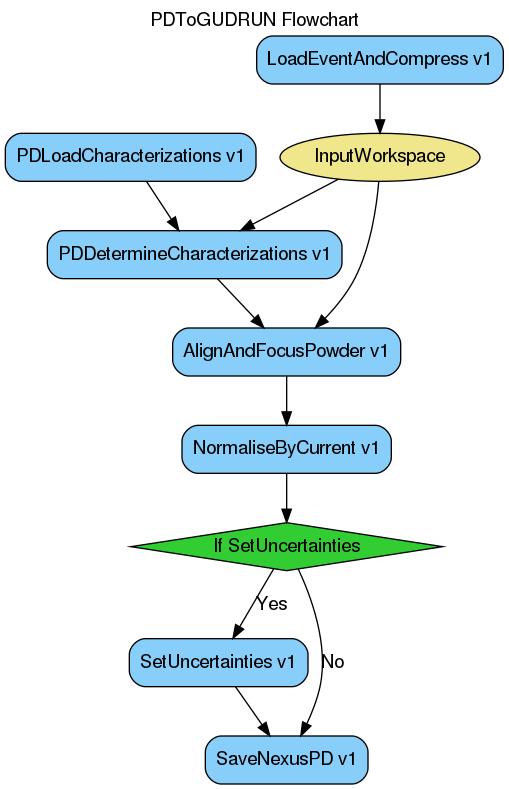 PDToGUDRUN Flowchart
LoadEventAndCompress v1
PDLoadCharacterizations v1
InputWorkspace
PDDetermineCharacterizations v1
AlignAndFocusPowder v1
NormaliseByCurrent v1
If SetUncertainties
Yes
SetUncertainties v1
No
SaveNexusPD v1